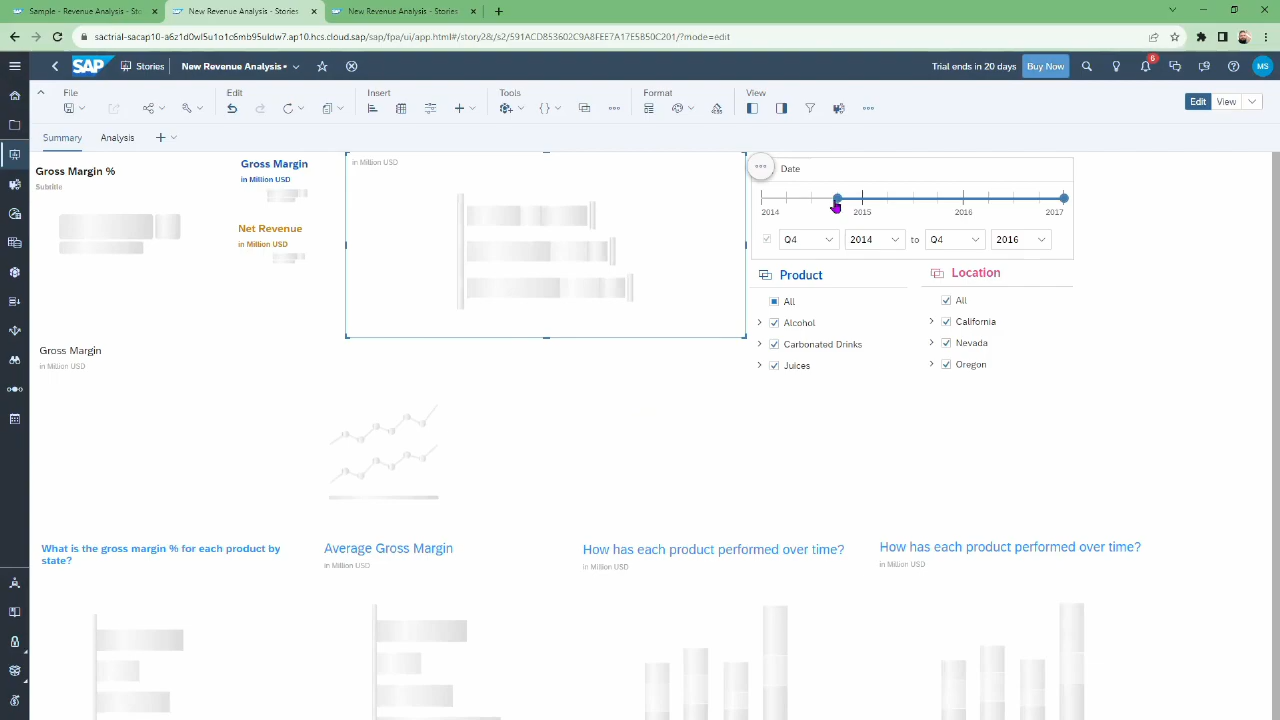 Sample - Revenue Analysis - Sto
New Revenue Analysis - Stories
New Revenue Analysis - Stories
sactrial-sacap10-a6z1d0wl5u1o1c6mb95uldw7.ap10.hcs.cloud.sap/sap/fpa/ui/app.html#/story2&/s2/591ACD853602C9A8FEE7A17E5B50C201/?mode=edit
SAP Stories New Revenue Analysis* Trial ends in 20 days Buy Now 6 MS
File Edit Insert Tools Format View
Edit View
Summary Analysis
Gross Margin %
Subtitle
Gross Margin
in Million USD
Net Revenue
in Million USD
in Million USD
Date
2014 2015 2016 2017
Q4 2014 to Q4 2016
Product
All
Alcohol
Carbonated Drinks
Juices
Location
All
California
Nevada
Oregon
Gross Margin
in Million USD
What is the gross margin % for each product by
state?
Average Gross Margin
in Million USD
How has each product performed over time?
in Million USD
How has each product performed over time?
in Million USD